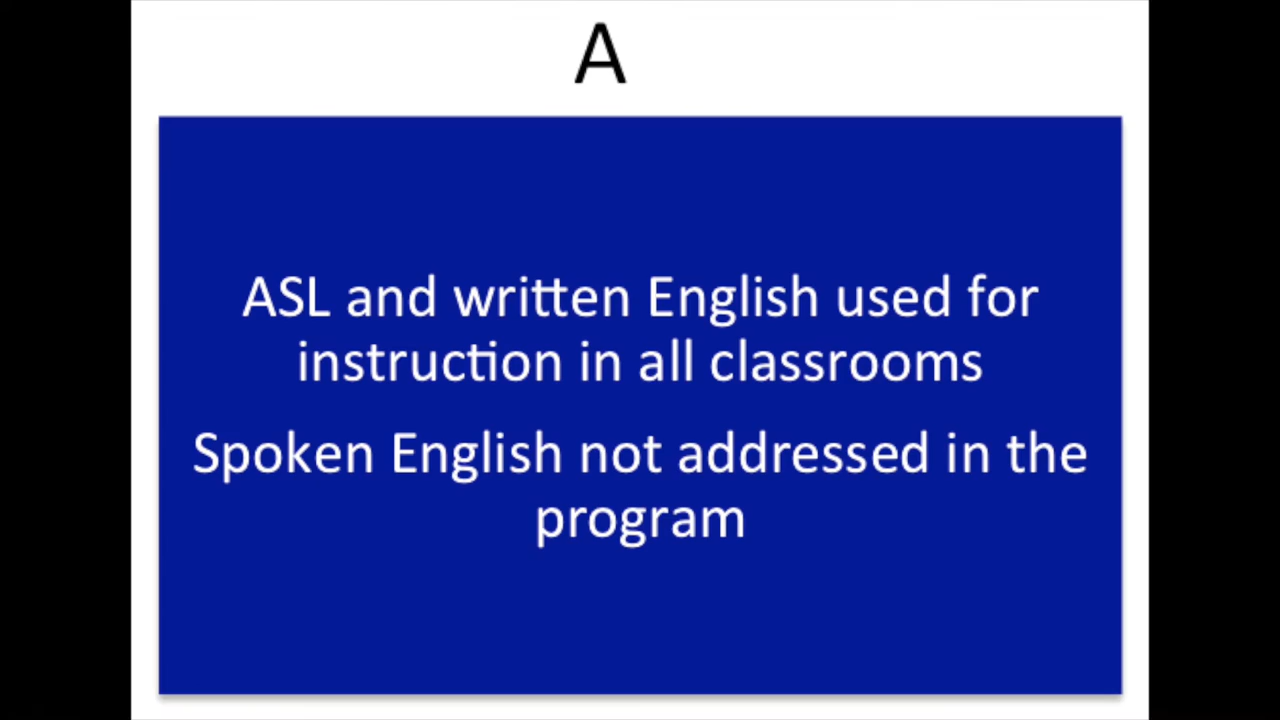 A
ASL and written English used for
instruction in all classrooms
Spoken English not addressed in the
program